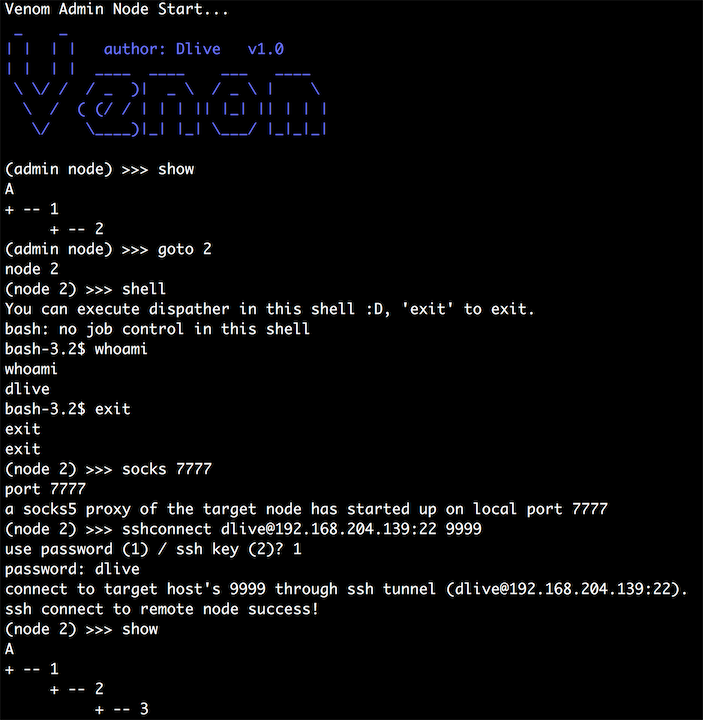 Venom Admin Node Start...
author: Dlive   v1.0
Venom
(admin node) >>> show
A
+ -- 1
     + -- 2
(admin node) >>> goto 2
node 2
(node 2) >>> shell
You can execute dispather in this shell :D, 'exit' to exit.
bash: no job control in this shell
bash-3.2$ whoami
whoami
dlive
bash-3.2$ exit
exit
exit
(node 2) >>> socks 7777
port 7777
a socks5 proxy of the target node has started up on local port 7777
(node 2) >>> sshconnect dlive@192.168.204.139:22 9999
use password (1) / ssh key (2)? 1
password: dlive
connect to target host's 9999 through ssh tunnel (dlive@192.168.204.139:22).
ssh connect to remote node success!
(node 2) >>> show
A
+ -- 1
     + -- 2
          + -- 3